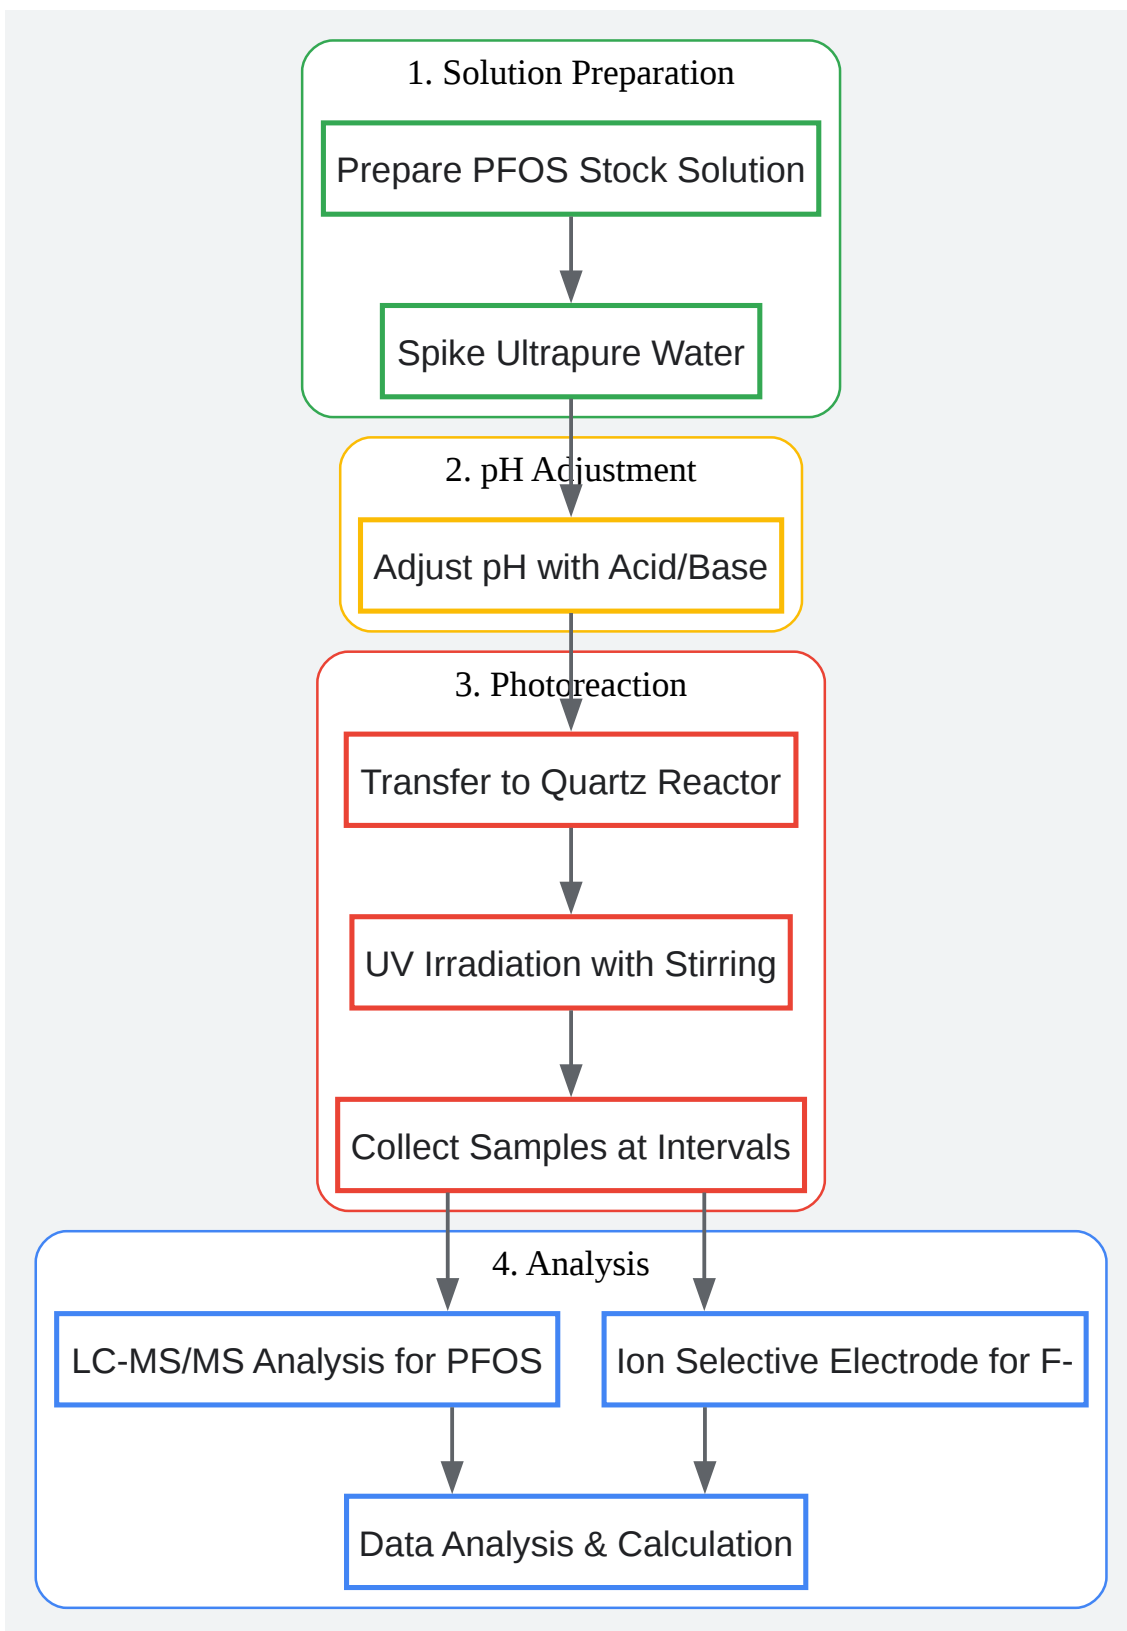 1. Solution Preparation
Prepare PFOS Stock Solution
Spike Ultrapure Water
2. pH Adjustment
Adjust pH with Acid/Base
3. Photoreaction
Transfer to Quartz Reactor
UV Irradiation with Stirring
Collect Samples at Intervals
4. Analysis
LC-MS/MS Analysis for PFOS
Ion Selective Electrode for F-
Data Analysis & Calculation